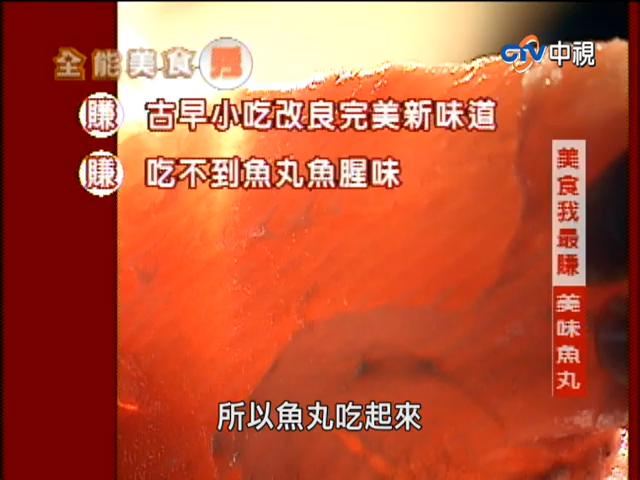 全能美食
CTV中視
賺 古早小吃改良完美新味道
賺 吃不到魚丸魚腥味
美食我最賺
美味魚丸
所以魚丸吃起來